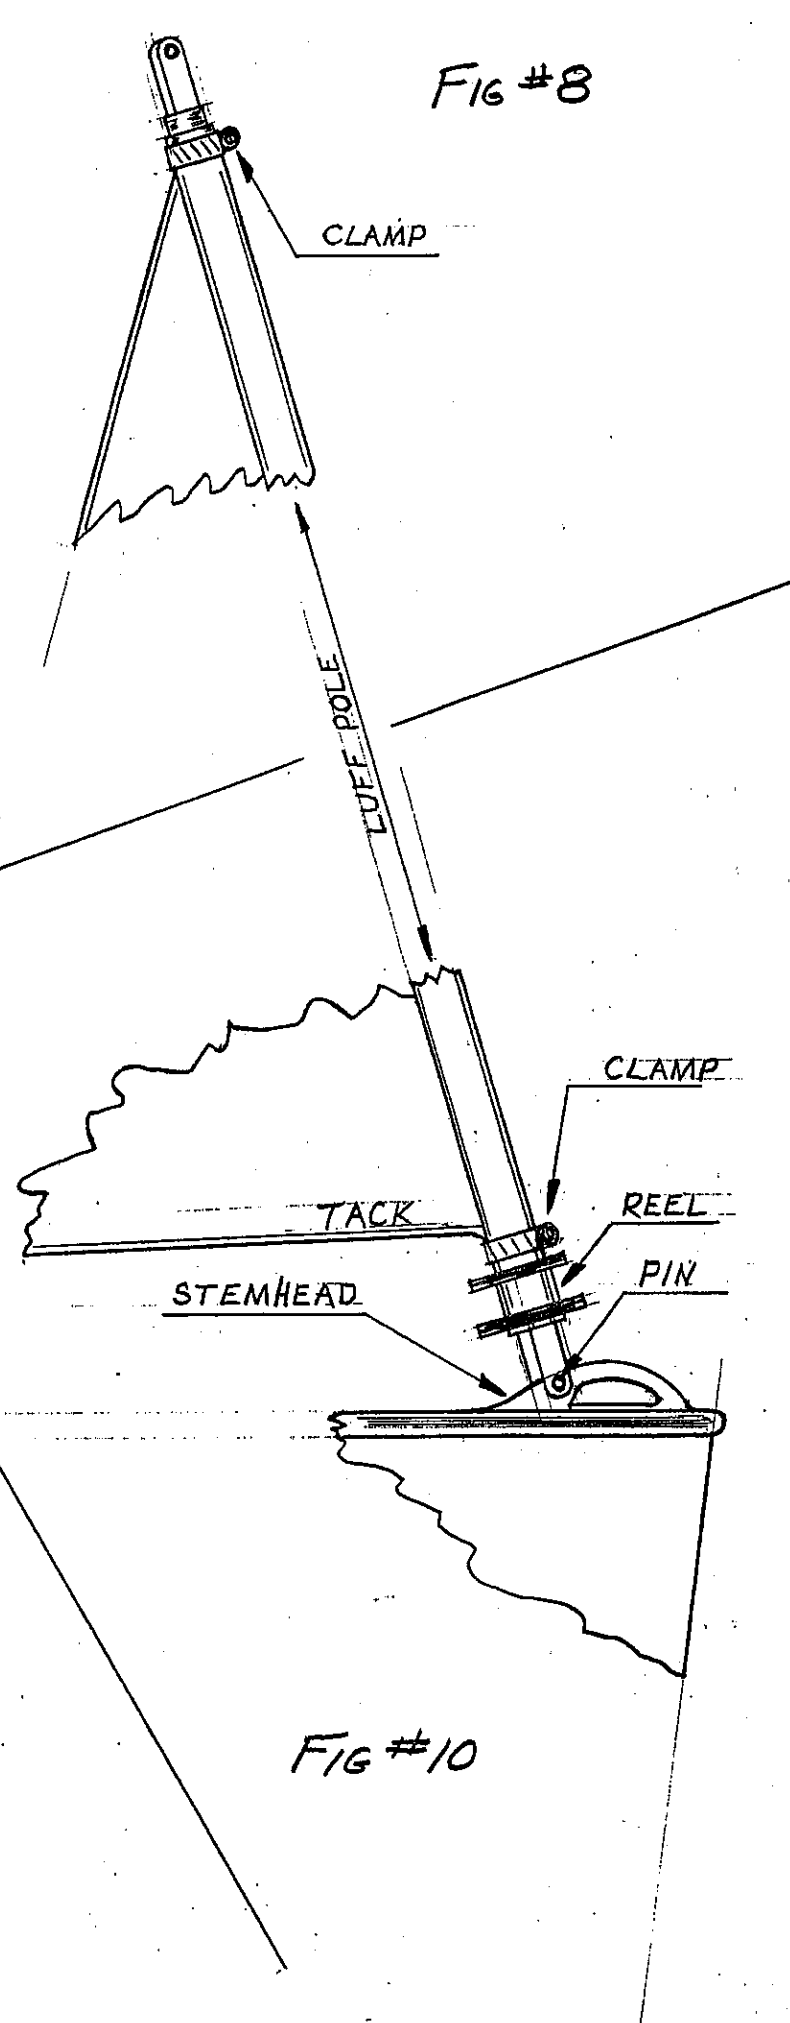 FIG #8
CLAMP
LUFF POLE
CLAMP
TACK
REEL
PIN
STEMHEAD
FIG #10